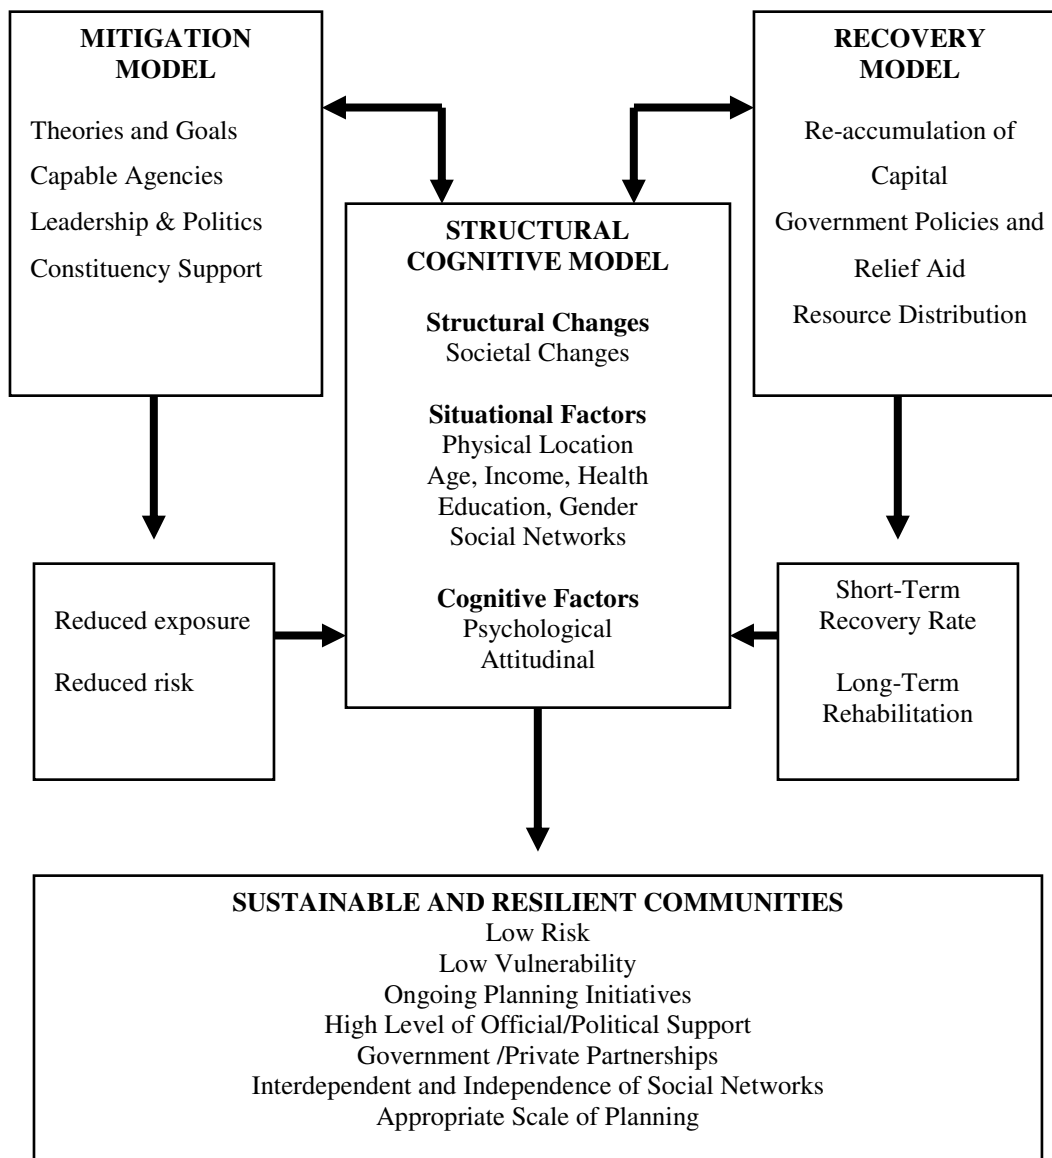 MITIGATION
MODEL
Theories and Goals
Capable Agencies
Leadership & Politics
Constituency Support
RECOVERY
MODEL
Re-accumulation of
Capital
Government Policies and
Relief Aid
Resource Distribution
STRUCTURAL
COGNITIVE MODEL
Structural Changes
Societal Changes
Situational Factors
Physical Location
Age, Income, Health
Education, Gender
Social Networks
Cognitive Factors
Psychological
Attitudinal
Reduced exposure
Reduced risk
Short-Term
Recovery Rate
Long-Term
Rehabilitation
SUSTAINABLE AND RESILIENT COMMUNITIES
Low Risk
Low Vulnerability
Ongoing Planning Initiatives
High Level of Official/Political Support
Government /Private Partnerships
Interdependent and Independence of Social Networks
Appropriate Scale of Planning